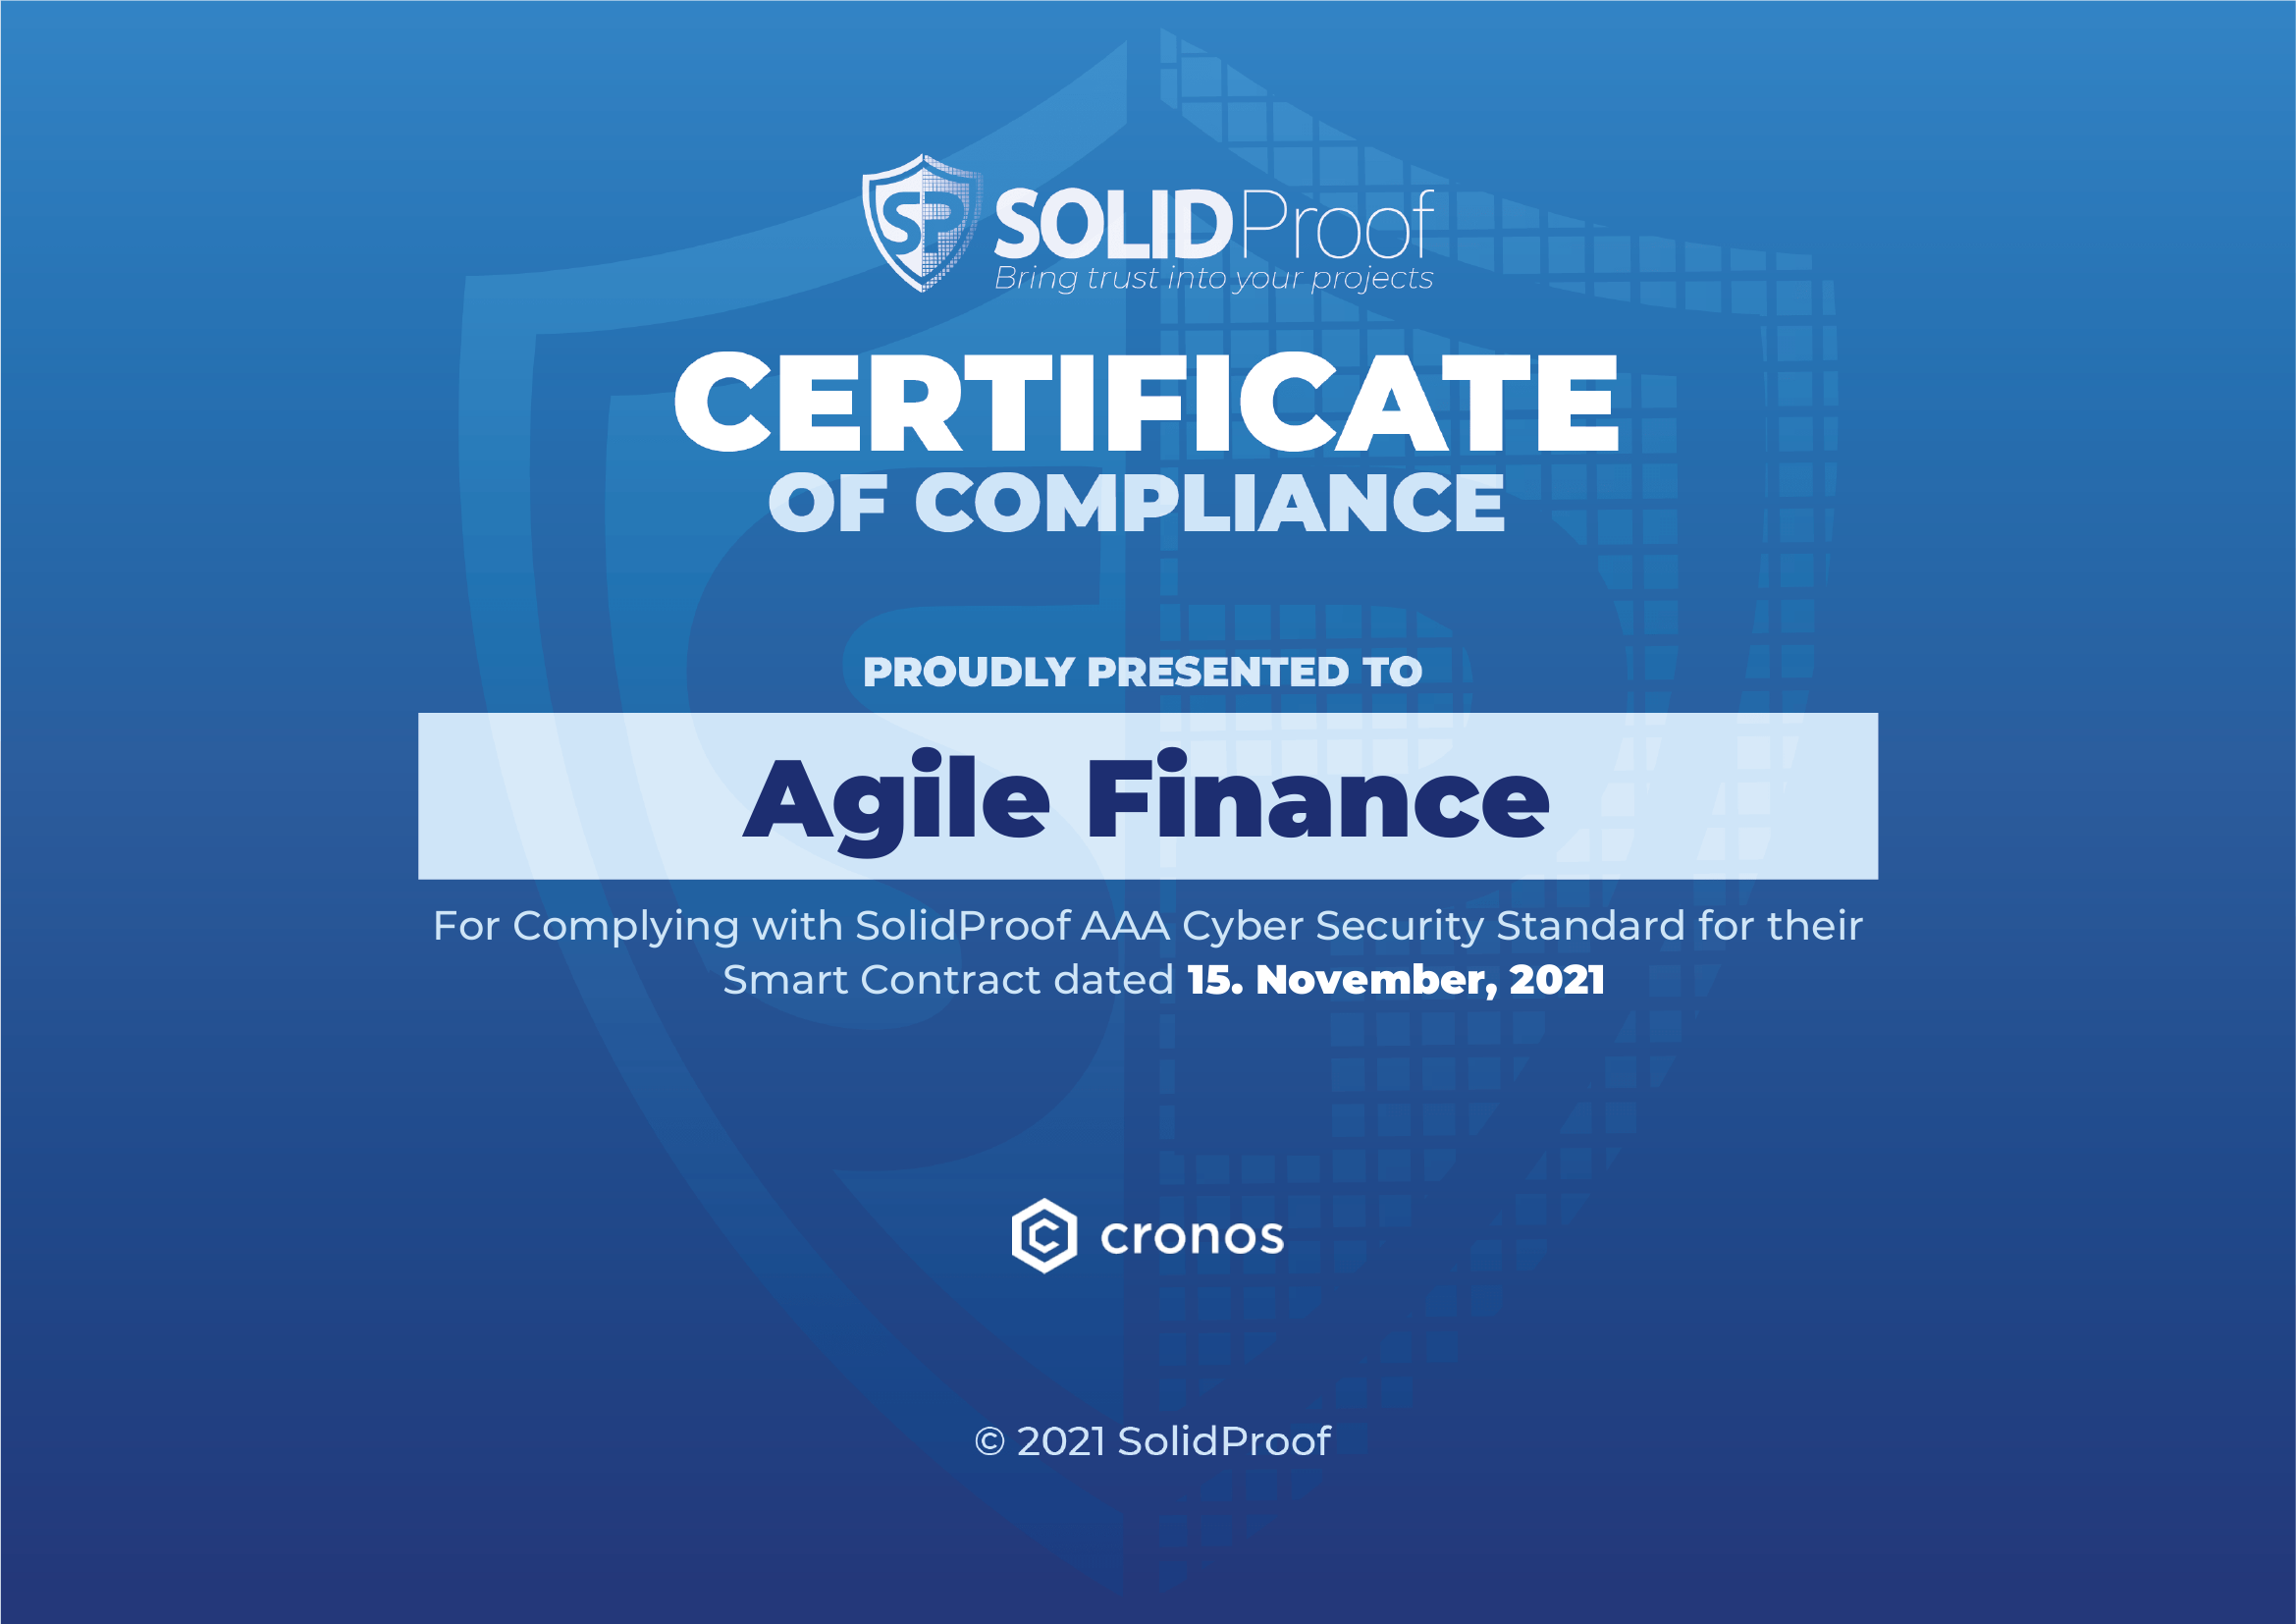 SP SOLIDProof
Bring trust into your projects
CERTIFICATE
OF COMPLIANCE
PROUDLY PRESENTED TO
Agile Finance
For Complying with SolidProof AAA Cyber Security Standard for their
Smart Contract dated 15. November, 2021
cronos
© 2021 SolidProof